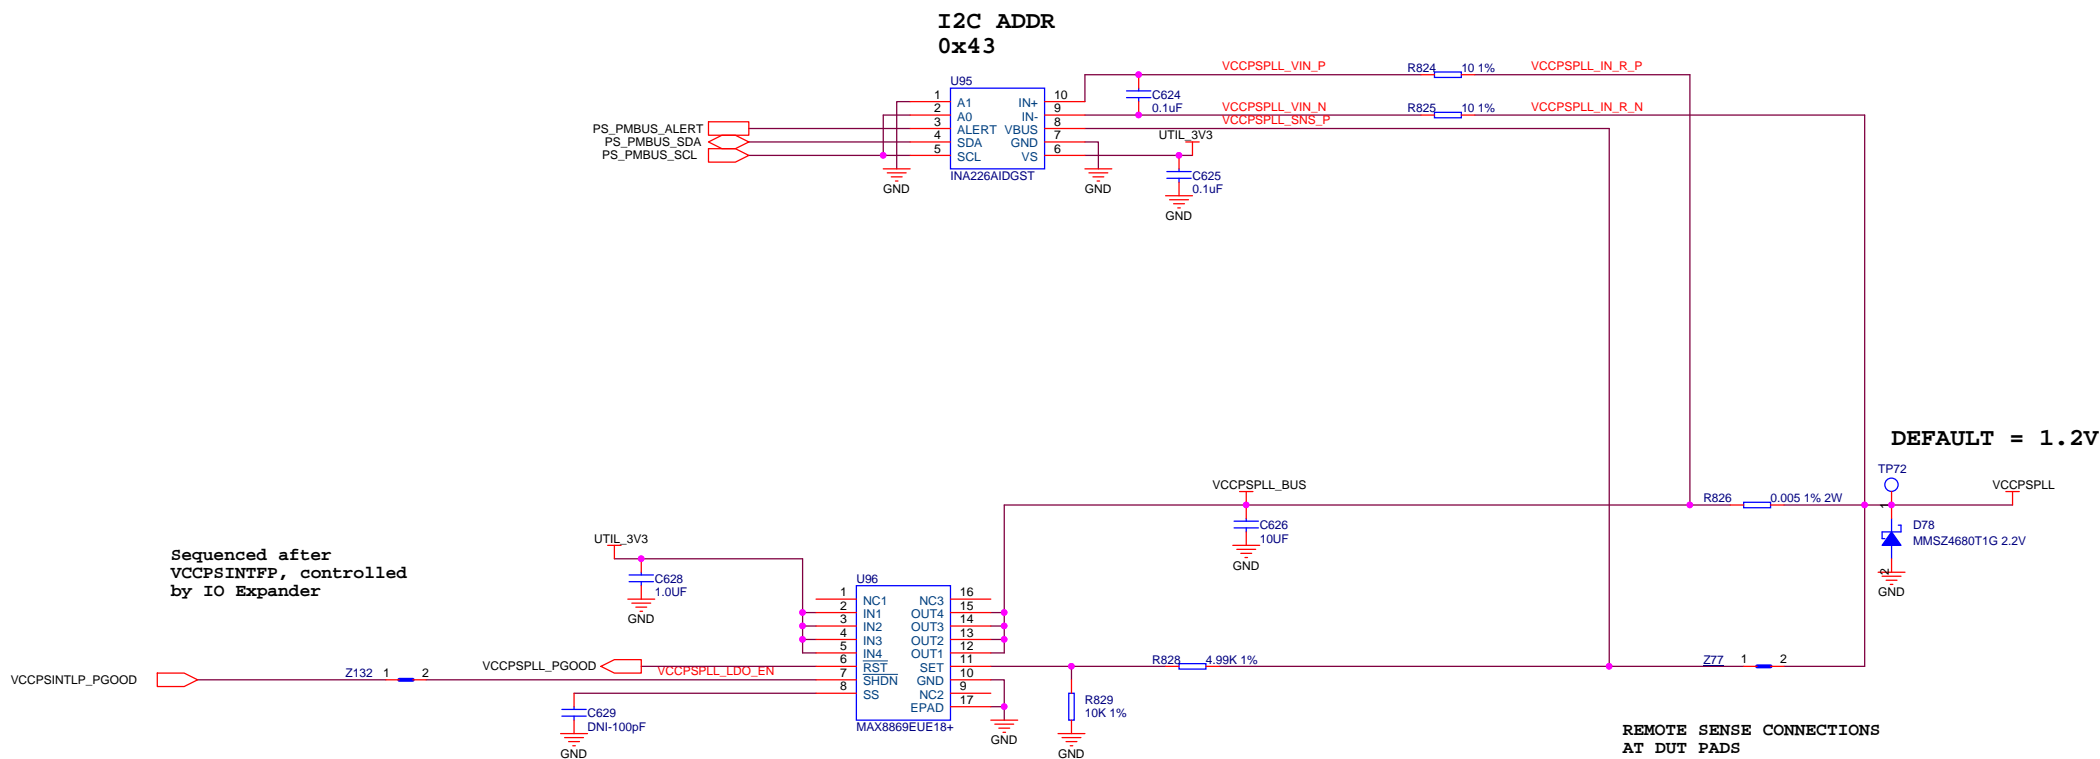 I2C ADDR
0x43
U95
1 A1 IN+ 10
2 A0 IN- 9
3 ALERT VBUS 8
4 SDA GND 7
5 SCL VS 6
INA226AIDGST
PS_PMBUS_ALERT
PS_PMBUS_SDA
PS_PMBUS_SCL
GND
GND
VCCPSPLL_VIN_P
R824 10 1%
VCCPSPLL_IN_R_P
C624
0.1uF
VCCPSPLL_VIN_N
R825 10 1%
VCCPSPLL_IN_R_N
VCCPSPLL_SNS_P
UTIL_3V3
C625
0.1uF
GND
DEFAULT = 1.2V
TP72
VCCPSPLL_BUS
R826 0.005 1% 2W
VCCPSPLL
1
C626
10UF
GND
D78
MMSZ4680T1G 2.2V
2
GND
Sequenced after
VCCPSINTFP, controlled
by IO Expander
UTIL_3V3
C628
1.0UF
GND
U96
1 NC1 NC3 16
2 IN1 OUT4 15
3 IN2 OUT3 14
4 IN3 OUT2 13
5 IN4 OUT1 12
6 RST SET 11
7 SHDN GND 10
8 SS NC2 9
EPAD 17
MAX8869EUE18+
VCCPSPLL_PGOOD
VCCPSPLL_LDO_EN
VCCPSINTLP_PGOOD
Z132 1 2
C629
DNI-100pF
GND
GND
R828 4.99K 1%
R829
10K 1%
GND
Z77 1 2
REMOTE SENSE CONNECTIONS
AT DUT PADS